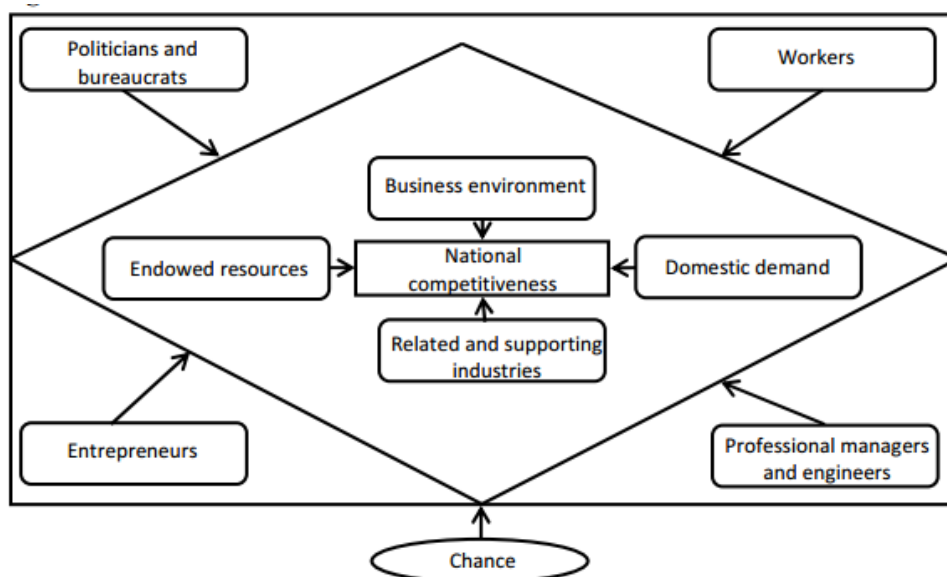 Politicians and
bureaucrats
Workers
Business environment
Endowed resources
National
competitiveness
Domestic demand
Related and supporting
industries
Entrepreneurs
Professional managers
and engineers
Chance